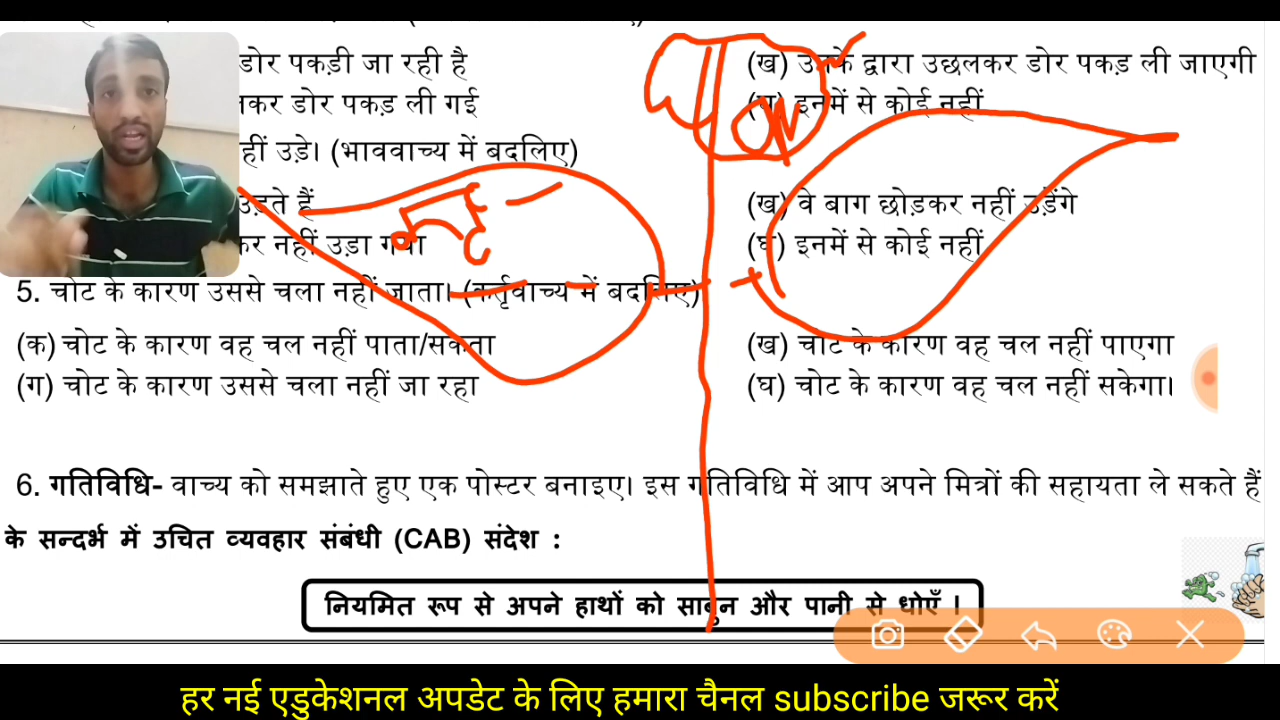 डोर पकड़ी जा रही है (ख) उनके द्वारा उछलकर डोर पकड़ ली जाएगी
कर डोर पकड़ ली गई (घ) इनमें से कोई नहीं
उड़े। (भाववाच्य में बदलिए)
उड़ते हैं (ख) वे बाग छोड़कर नहीं उड़ेंगे
नहीं उड़ा गया (घ) इनमें से कोई नहीं
5. चोट के कारण उससे चला नहीं जाता। (कर्तृवाच्य में बदलिए)
(क) चोट के कारण वह चल नहीं पाता/सकता (ख) चोट के कारण वह चल नहीं पाएगा
(ग) चोट के कारण उससे चला नहीं जा रहा (घ) चोट के कारण वह चल नहीं सकेगा।
6. गतिविधि- वाच्य को समझाते हुए एक पोस्टर बनाइए। इस गतिविधि में आप अपने मित्रों की सहायता ले सकते हैं
के सन्दर्भ में उचित व्यवहार संबंधी (CAB) संदेश :
नियमित रूप से अपने हाथों को साबुन और पानी से धोएँ ।
हर नई एडुकेशनल अपडेट के लिए हमारा चैनल subscribe जरूर करें